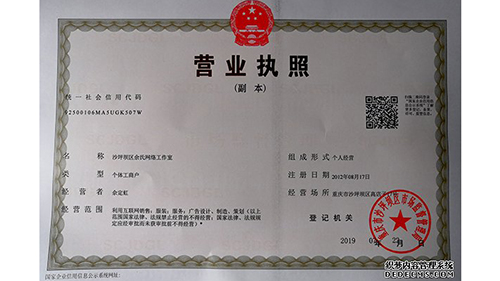 营业执照
(副 本)
统一社会信用代码
92500106MA5UGK507W
名称 沙坪坝区余氏网络工作室
类型 个体工商户
经营者 余定虹
经营范围 利用互联网销售:服装;服务:广告设计、制造、策划(以上
范围国家法律、法规禁止经营的不得经营;国家法律、法规规
定应经审批而未获审批前不得经营)*
组成形式 个人经营
注册日期 2012年08月17日
经营场所 重庆市沙坪坝区
登记机关
2019
国家企业信用信息公示系统网址:
织梦内容管理系统
DEDECMS.COM